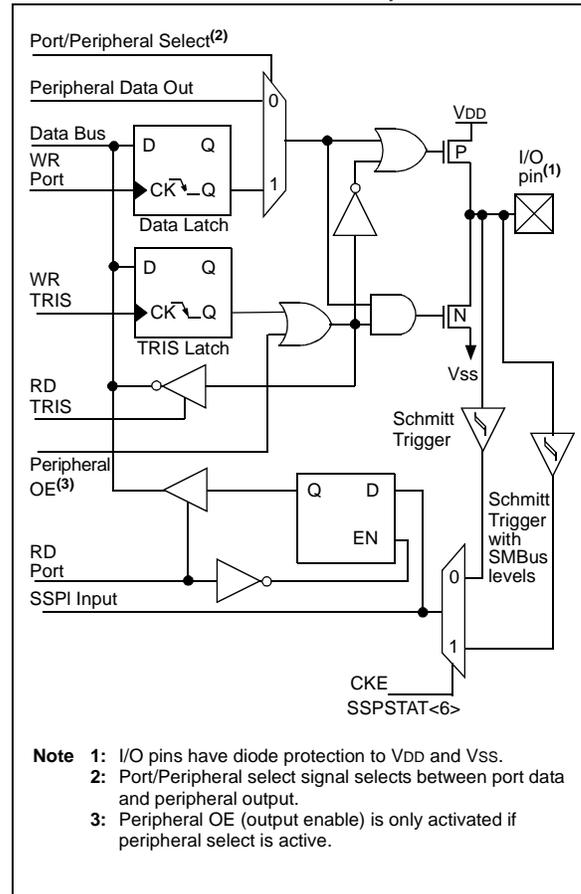 Port/Peripheral Select(2)
Peripheral Data Out
0
VDD
Data Bus
D
Q
P
I/O
pin(1)
WR
Port
CK
Q
1
Data Latch
D
Q
WR
TRIS
CK
Q
N
TRIS Latch
Vss
RD
TRIS
Schmitt
Trigger
Peripheral
OE(3)
Q
D
EN
Schmitt
Trigger
with
SMBus
levels
RD
Port
0
SSPI Input
1
CKE
SSPSTAT<6>
Note 1: I/O pins have diode protection to VDD and VSS.
2: Port/Peripheral select signal selects between port data
and peripheral output.
3: Peripheral OE (output enable) is only activated if
peripheral select is active.